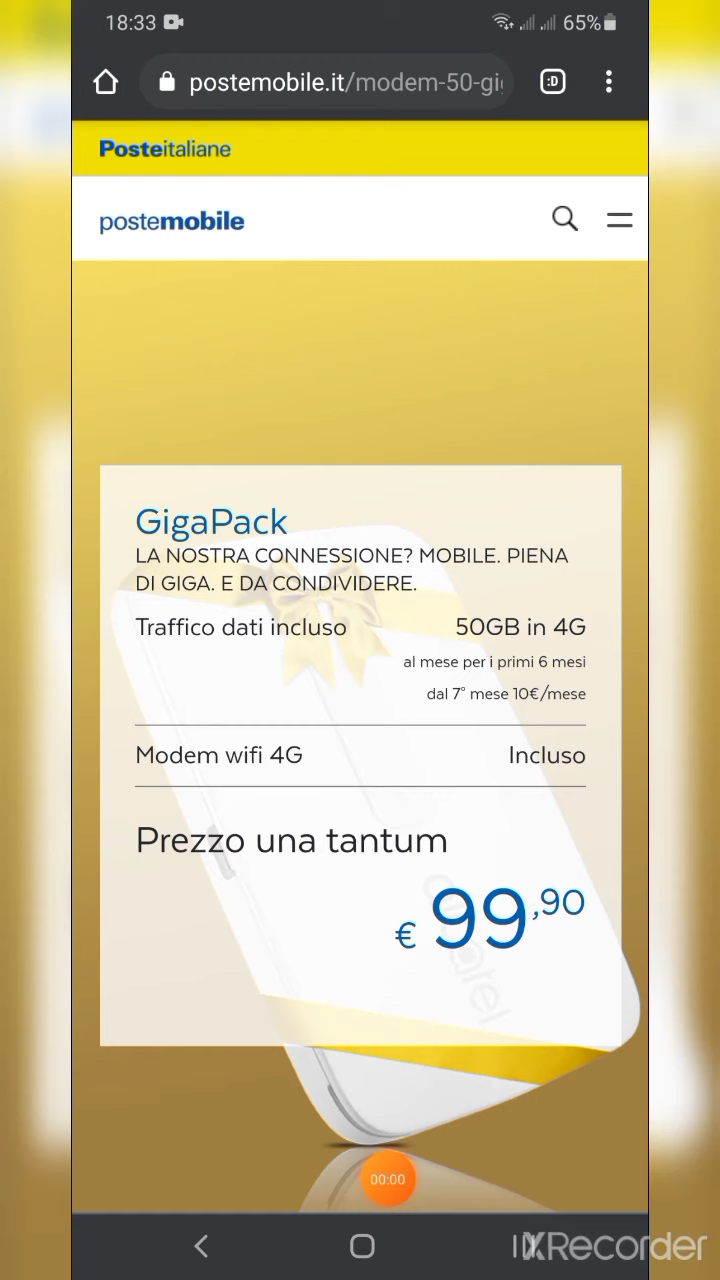 18:33
65%
postemobile.it/modem-50-gi
Posteitaliane
postemobile
GigaPack
LA NOSTRA CONNESSIONE? MOBILE. PIENA
DI GIGA. E DA CONDIVIDERE.
Traffico dati incluso 50GB in 4G
al mese per i primi 6 mesi
dal 7° mese 10€/mese
Modem wifi 4G Incluso
Prezzo una tantum
€ 99,90
alcatel
00:00
XRecorder